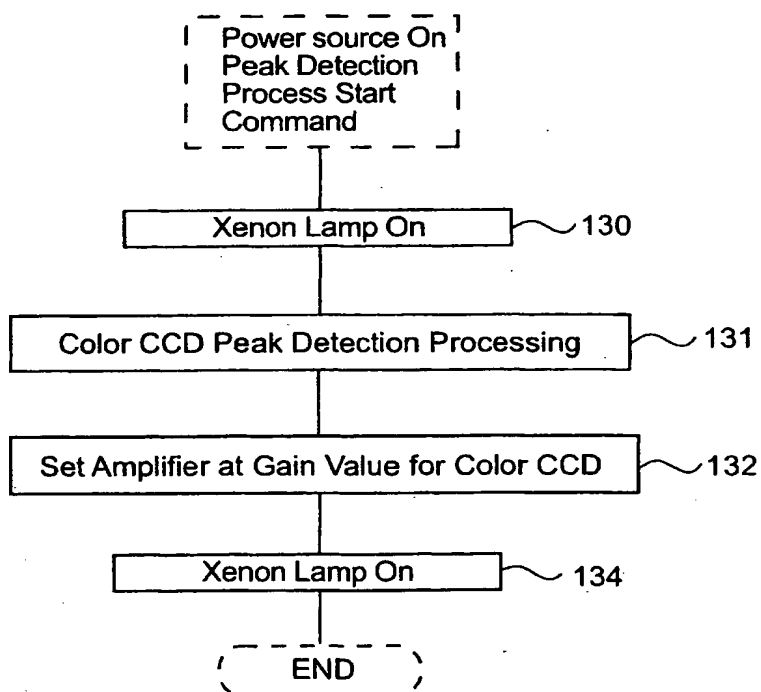 Power source On
Peak Detection
Process Start
Command
Xenon Lamp On
130
Color CCD Peak Detection Processing
131
Set Amplifier at Gain Value for Color CCD
132
Xenon Lamp On
134
END